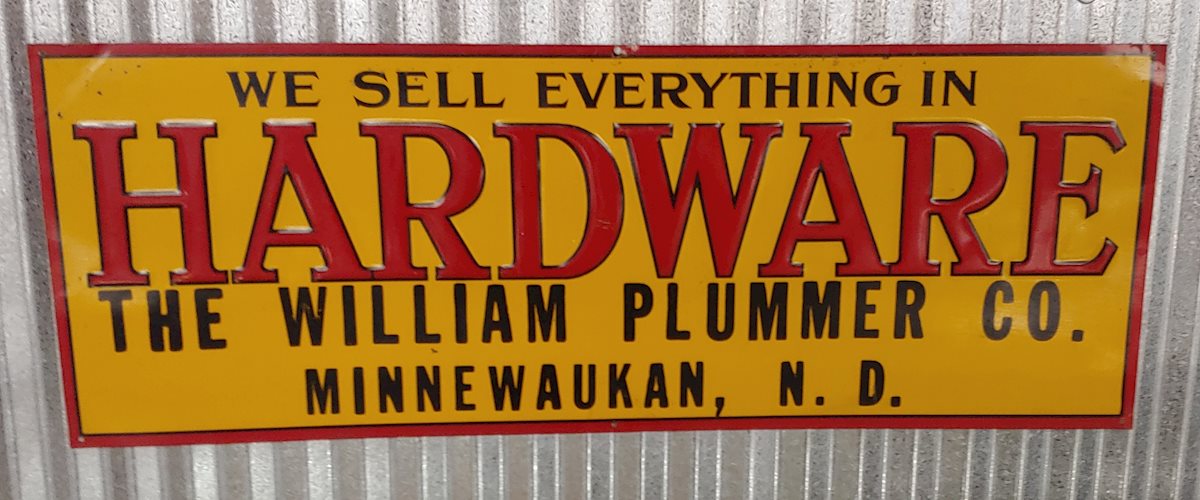 WE SELL EVERYTHING IN
HARDWARE
THE WILLIAM PLUMMER CO.
MINNEWAUKAN, N. D.